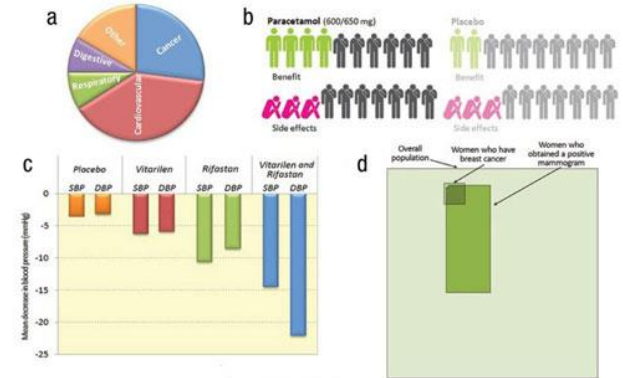 a
Other
Cancer
Digestive
Respiratory
Cardiovascular
b
Paracetamol (600/650 mg)
Placebo
Benefit
Benefit
Side effects
Side effects
c
Placebo
Vitarilen
Rifastan
Vitarilen and
Rifastan
SBP DBP SBP DBP SBP DBP SBP DBP
Mean decrease in blood pressure (mmHg)
0
-5
-10
-15
-20
-25
d
Overall
population
Women who have
breast cancer
Women who
obtained a positive
mammogram